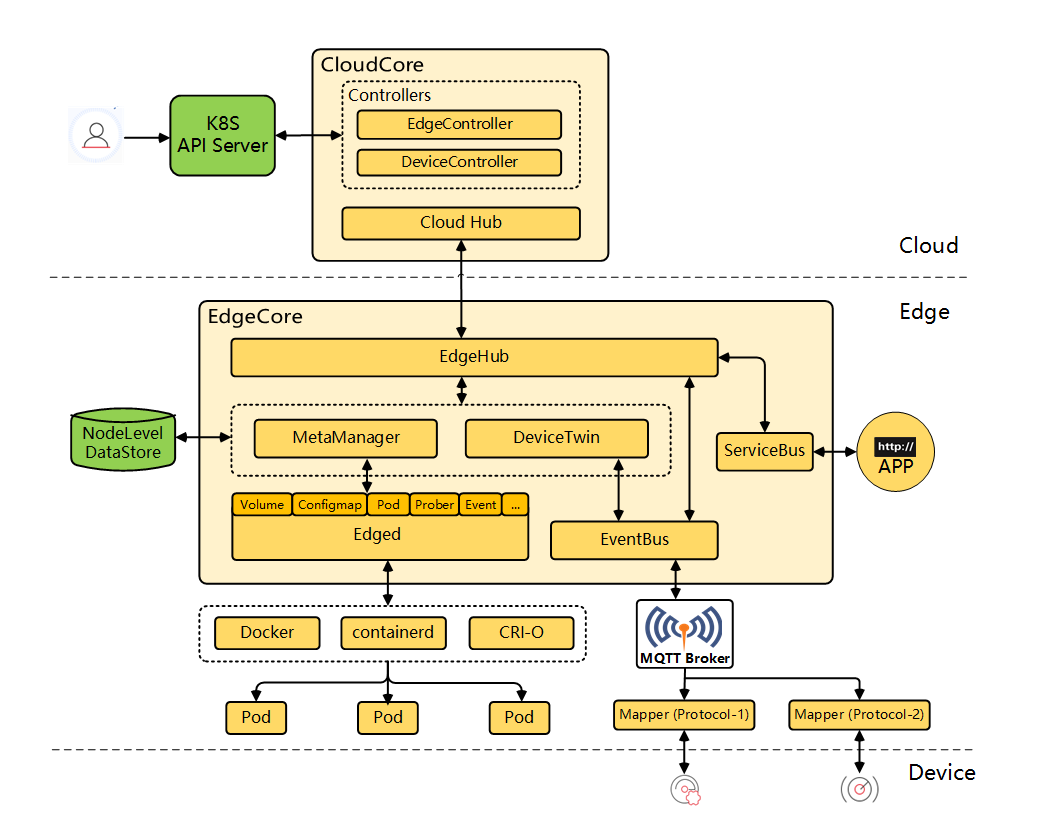 CloudCore
Controllers
EdgeController
DeviceController
K8S
API Server
Cloud Hub
Cloud
Edge
EdgeCore
EdgeHub
MetaManager
DeviceTwin
NodeLevel
DataStore
ServiceBus
http://
APP
Volume
Configmap
Pod
Prober
Event
...
Edged
EventBus
Docker
containerd
CRI-O
MQTT Broker
Pod
Pod
Pod
Mapper (Protocol-1)
Mapper (Protocol-2)
Device